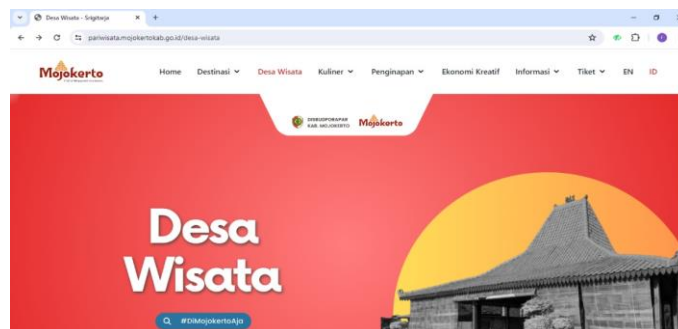 Desa Wisata - Srigitarja
pariwisata.mojokertokab.go.id/desa-wisata
Mojokerto
Home Destinasi Desa Wisata Kuliner Penginapan Ekonomi Kreatif Informasi Tiket EN ID
DISBUDPORAPAR
KAB. MOJOKERTO
Mojokerto
Desa
Wisata
#DiMojokertoAja